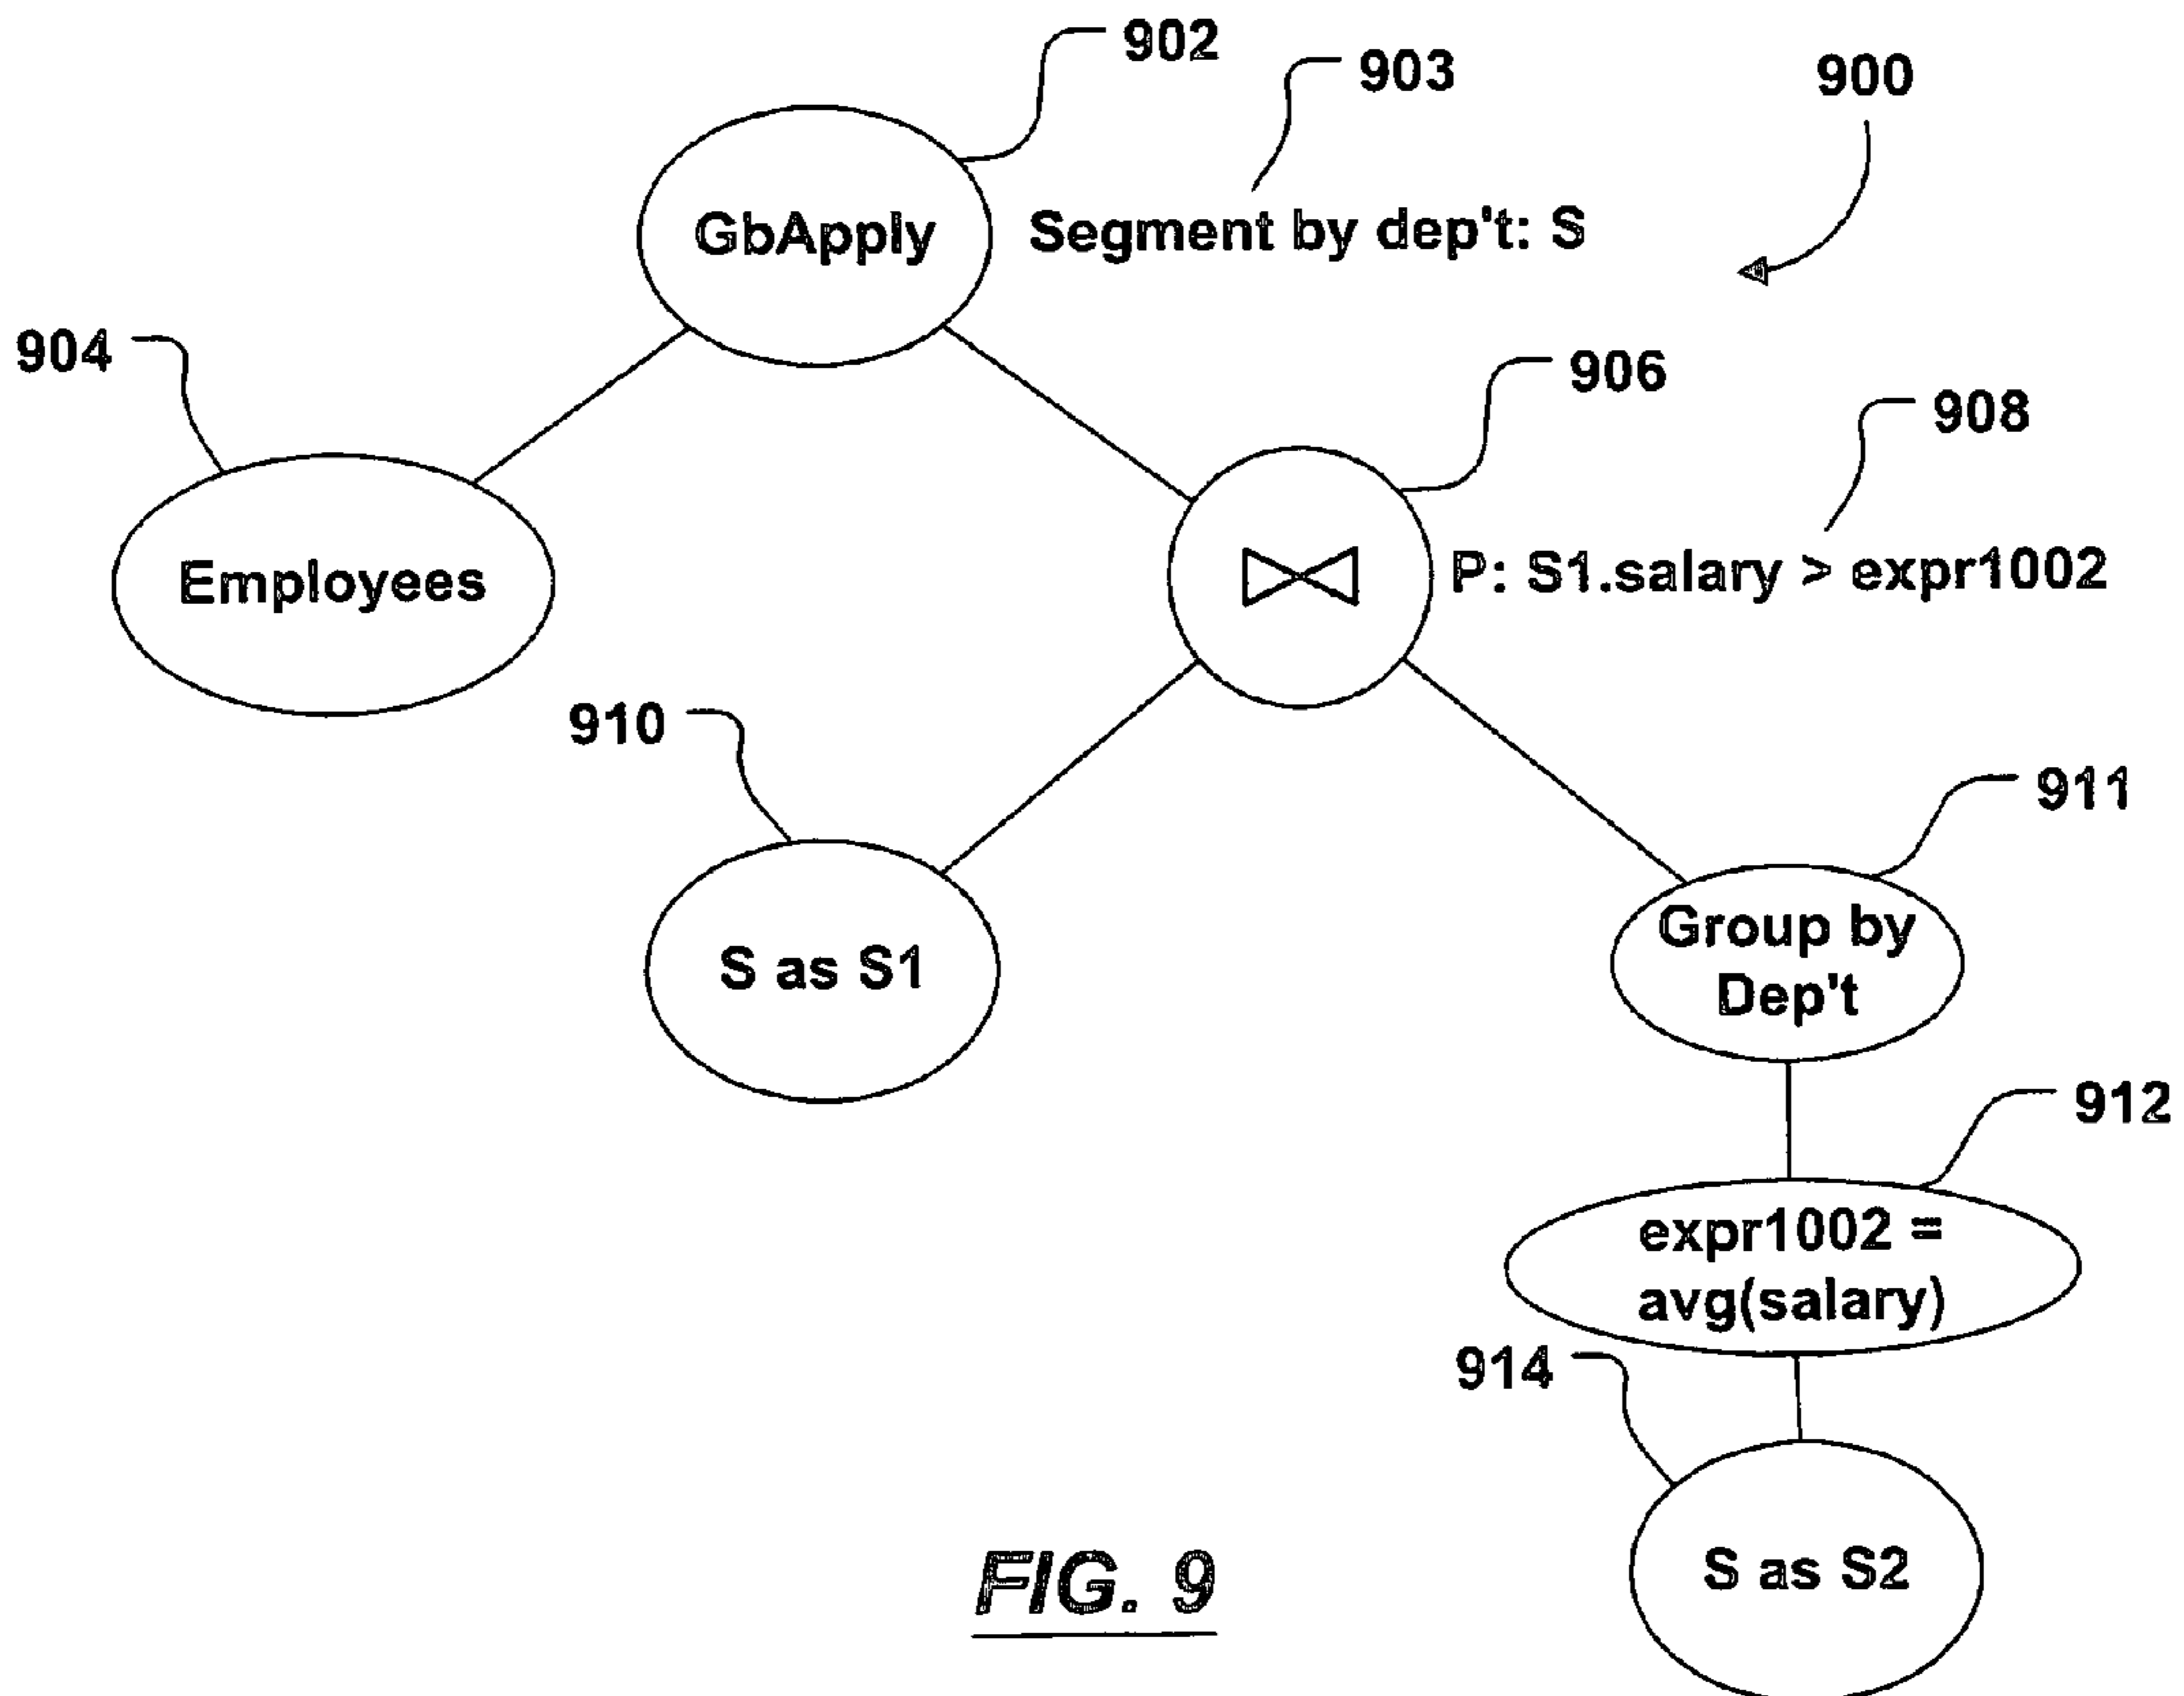 902
903
900
GbApply
Segment by dep't: S
904
906
908
Employees
P: S1.salary > expr1002
910
911
S as S1
Group by
Dep't
912
expr1002 =
avg(salary)
914
S as S2
FIG. 9